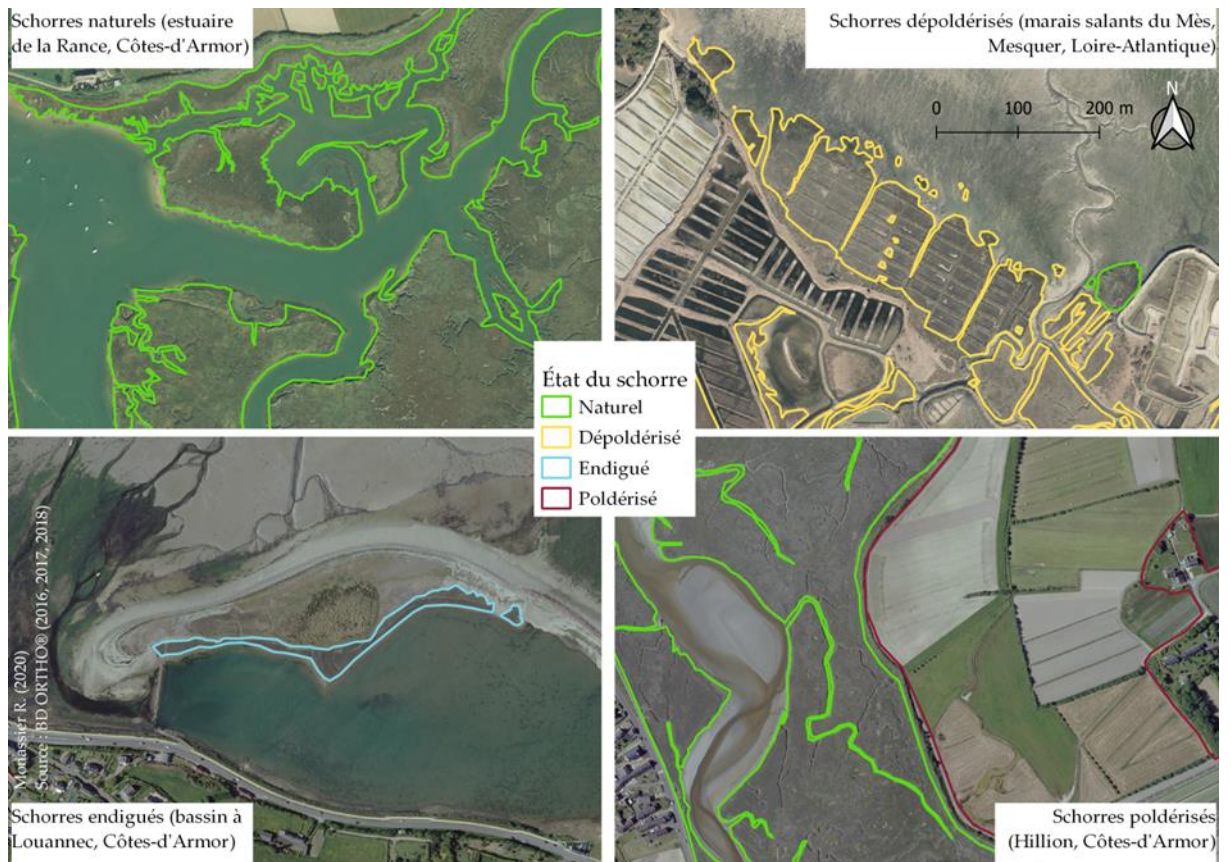 Schorres naturels (estuaire
de la Rance, Côtes-d'Armor)
Schorres dépoldérisés (marais salants du Mès,
Mesquer, Loire-Atlantique)
N
0 100 200 m
État du schorre
Naturel
Dépoldérisé
Endigué
Poldérisé
Monassier R. (2020)
Source : BD ORTHO® (2016, 2017, 2018)
Schorres endigués (bassin à
Louannec, Côtes-d'Armor)
Schorres poldérisés
(Hillion, Côtes-d'Armor)